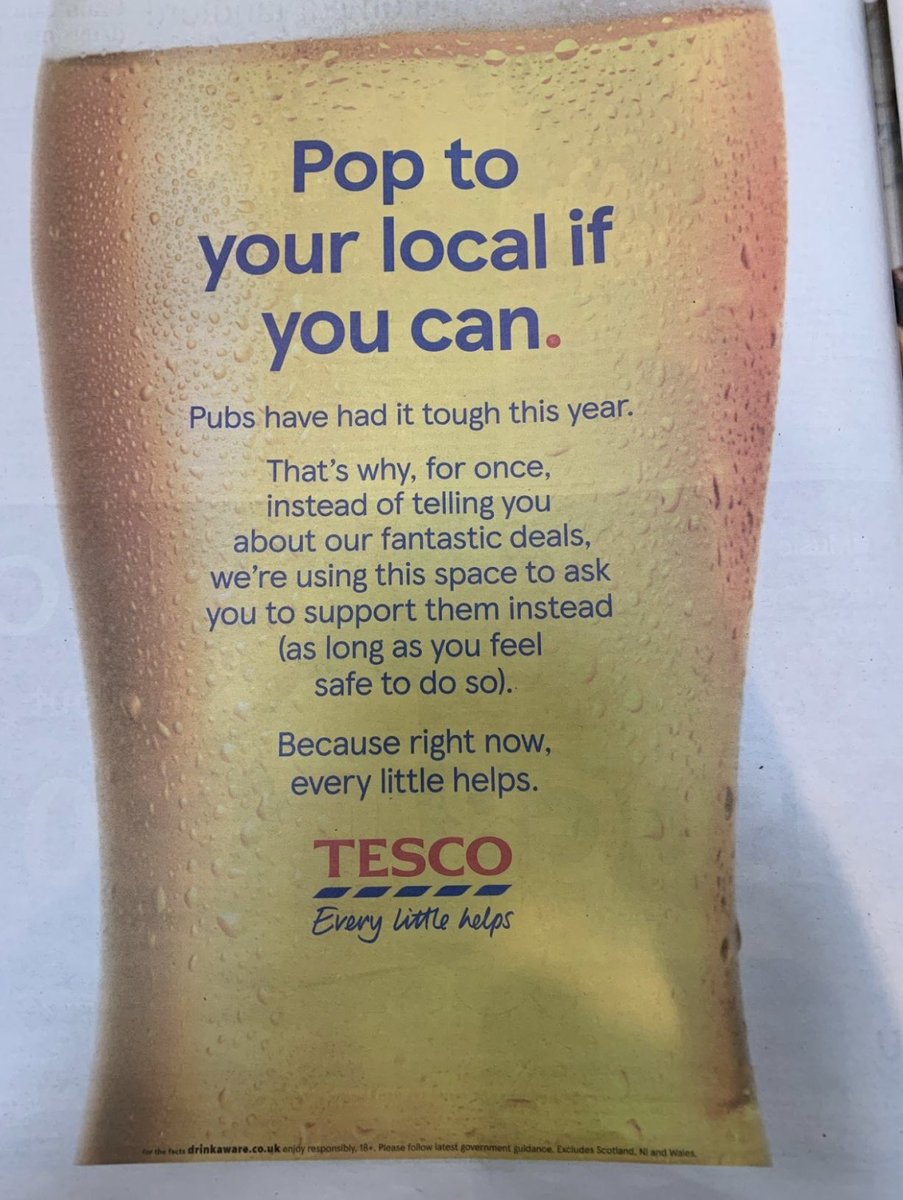 Pop to
your local if
you can.
Pubs have had it tough this year.
That's why, for once,
instead of telling you
about our fantastic deals,
we're using this space to ask
you to support them instead
(as long as you feel
safe to do so).
Because right now,
every little helps.
TESCO
Every little helps
for the facts drinkaware.co.uk enjoy responsibly, 18+. Please follow latest government guidance. Excludes Scotland, NI and Wales.